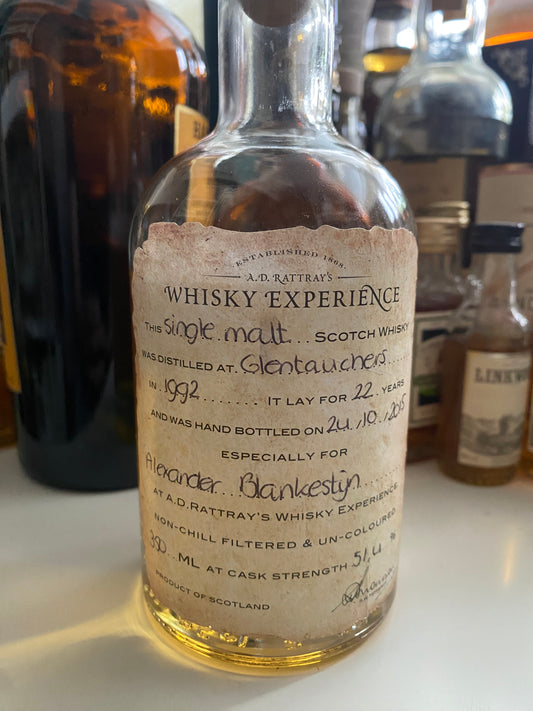 ESTABLISHED 1868
A.D. RATTRAY'S
WHISKY EXPERIENCE
THIS single malt... SCOTCH WHISKY
WAS DISTILLED AT. Glentauchers.....
IN .1992....... IT LAY FOR 22. YEARS
AND WAS HAND BOTTLED ON 24./10../2015
ESPECIALLY FOR
Alexander...Blankestijn.......
AT A.D.RATTRAY'S WHISKY EXPERIENCE
NON-CHILL FILTERED & UN-COLOURED
350..ML AT CASK STRENGTH 51,4 %
PRODUCT OF SCOTLAND
LINKW